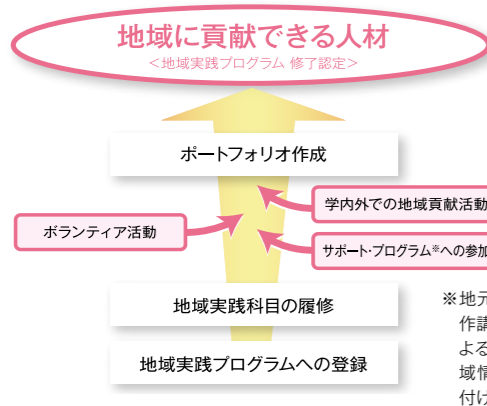 地域に貢献できる人材
＜地域実践プログラム 修了認定＞
ポートフォリオ作成
学内外での地域貢献活動
ボランティア活動
サポート・プログラム※への参加
地域実践科目の履修
地域実践プログラムへの登録
※地元
作講
よる
域情
付け